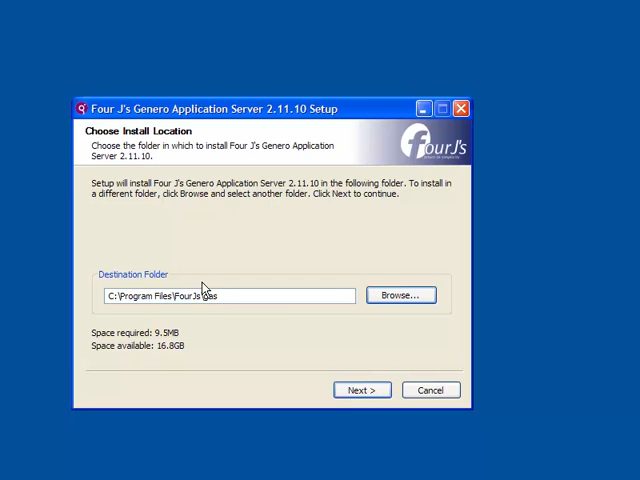 Four J's Genero Application Server 2.11.10 Setup
Choose Install Location
Choose the folder in which to install Four J's Genero Application
Server 2.11.10.
fourJ's
Setup will install Four J's Genero Application Server 2.11.10 in the following folder. To install in
a different folder, click Browse and select another folder. Click Next to continue.
Destination Folder
C:\Program Files\FourJs\gas
Browse...
Space required: 9.5MB
Space available: 16.8GB
Next >
Cancel